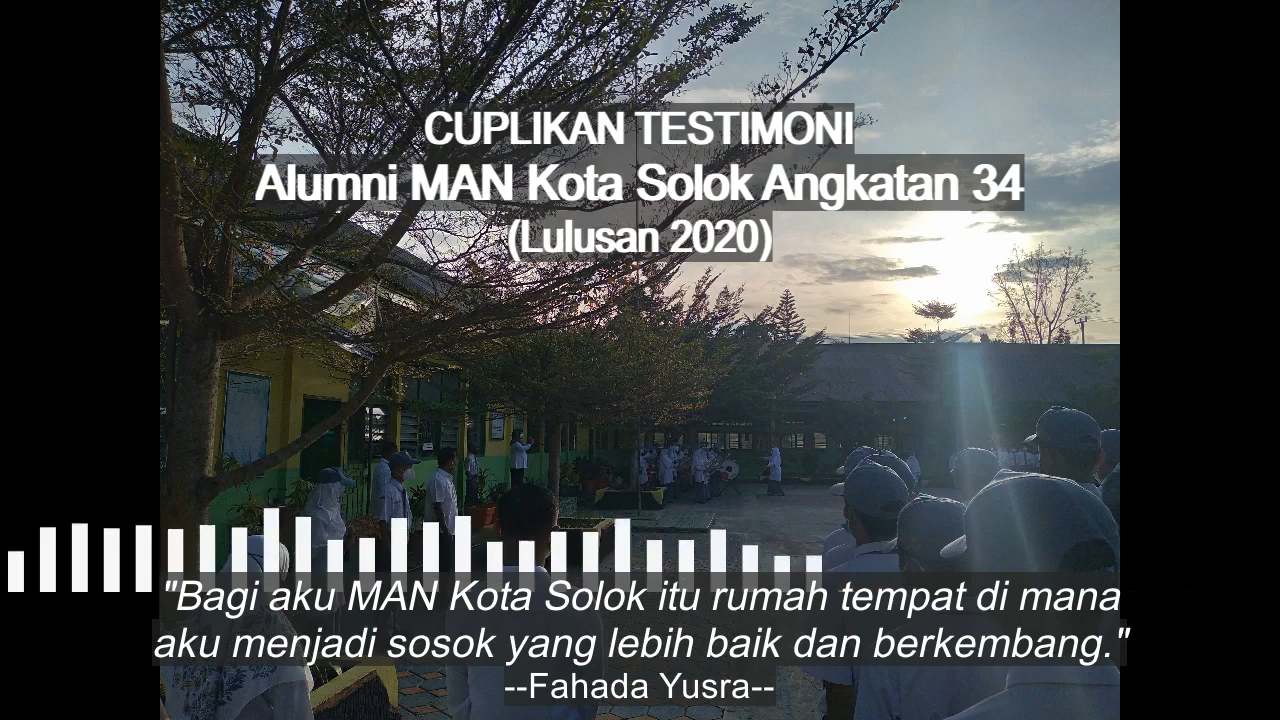 CUPLIKAN TESTIMONI
Alumni MAN Kota Solok Angkatan 34
(Lulusan 2020)
"Bagi aku MAN Kota Solok itu rumah tempat di mana
aku menjadi sosok yang lebih baik dan berkembang."
--Fahada Yusra--